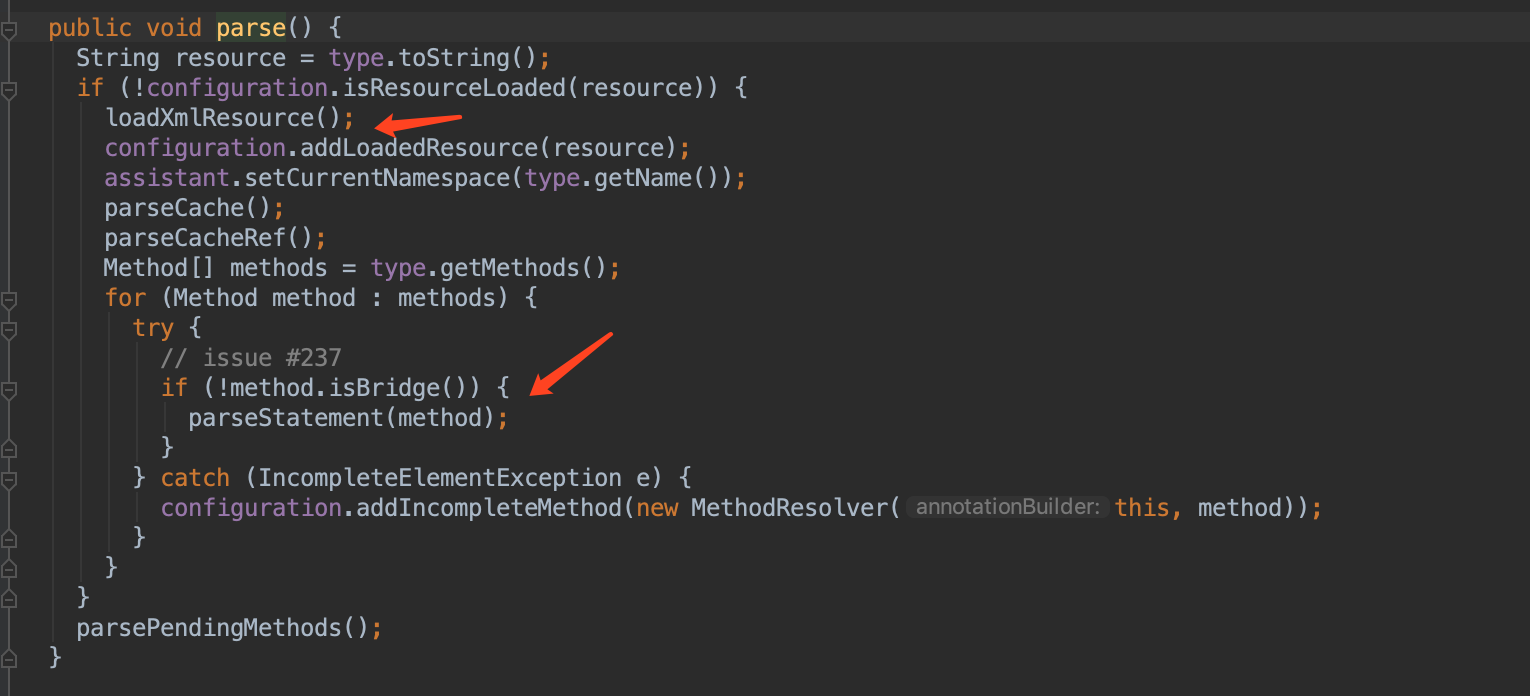 public void parse() {
String resource = type.toString();
if (!configuration.isResourceLoaded(resource)) {
loadXmlResource();
configuration.addLoadedResource(resource);
assistant.setCurrentNamespace(type.getName());
parseCache();
parseCacheRef();
Method[] methods = type.getMethods();
for (Method method : methods) {
try {
// issue #237
if (!method.isBridge()) {
parseStatement(method);
}
} catch (IncompleteElementException e) {
configuration.addIncompleteMethod(new MethodResolver( annotationBuilder: this, method));
}
}
}
parsePendingMethods();
}